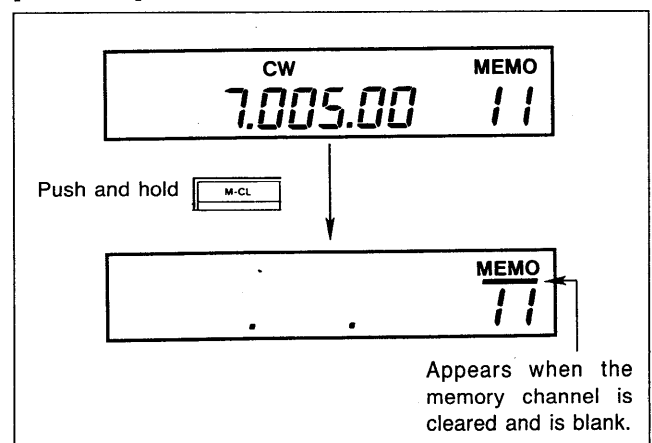 CW MEMO
7.005.00 11
Push and hold M-CL
MEMO
. . 11
Appears when the
memory channel is
cleared and is blank.